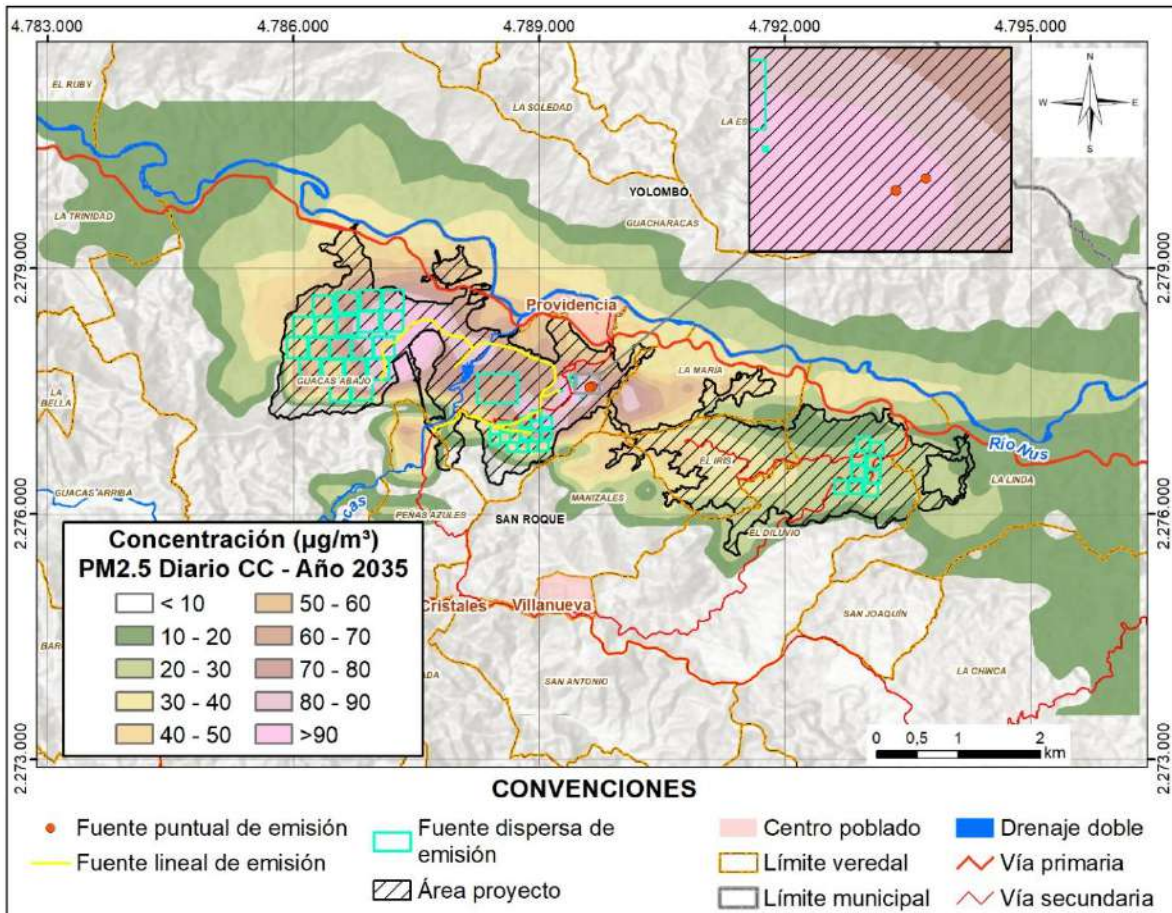 4.783.000 4.786.000 4.789.000 4.792.000 4.795.000
EL RUBY
LA SOLEDAD
LA ES
N
W E
S
YOLOMBÓ
GUACHARACAS
LA TRINIDAD
2.279.000 2.279.000
Providencia
LA MARÍA
GUACAS ABAJO
LA BELLA
EL IRIS
Río Nus
LA LINDA
GUACAS ARRIBA
MANIZALES
2.276.000 2.276.000
PEÑAS AZULES
SAN ROQUE
EL DILUVIO
Cristales Villanueva
SAN JOAQUÍN
SAN ANTONIO
LA CHINCA
Concentración (µg/m³)
PM2.5 Diario CC - Año 2035
< 10 50 - 60
10 - 20 60 - 70
20 - 30 70 - 80
30 - 40 80 - 90
40 - 50 >90
0 0,5 1 2
km
2.273.000 2.273.000
CONVENCIONES
Fuente puntual de emisión
Fuente lineal de emisión
Fuente dispersa de
emisión
Área proyecto
Centro poblado
Límite veredal
Límite municipal
Drenaje doble
Vía primaria
Vía secundaria